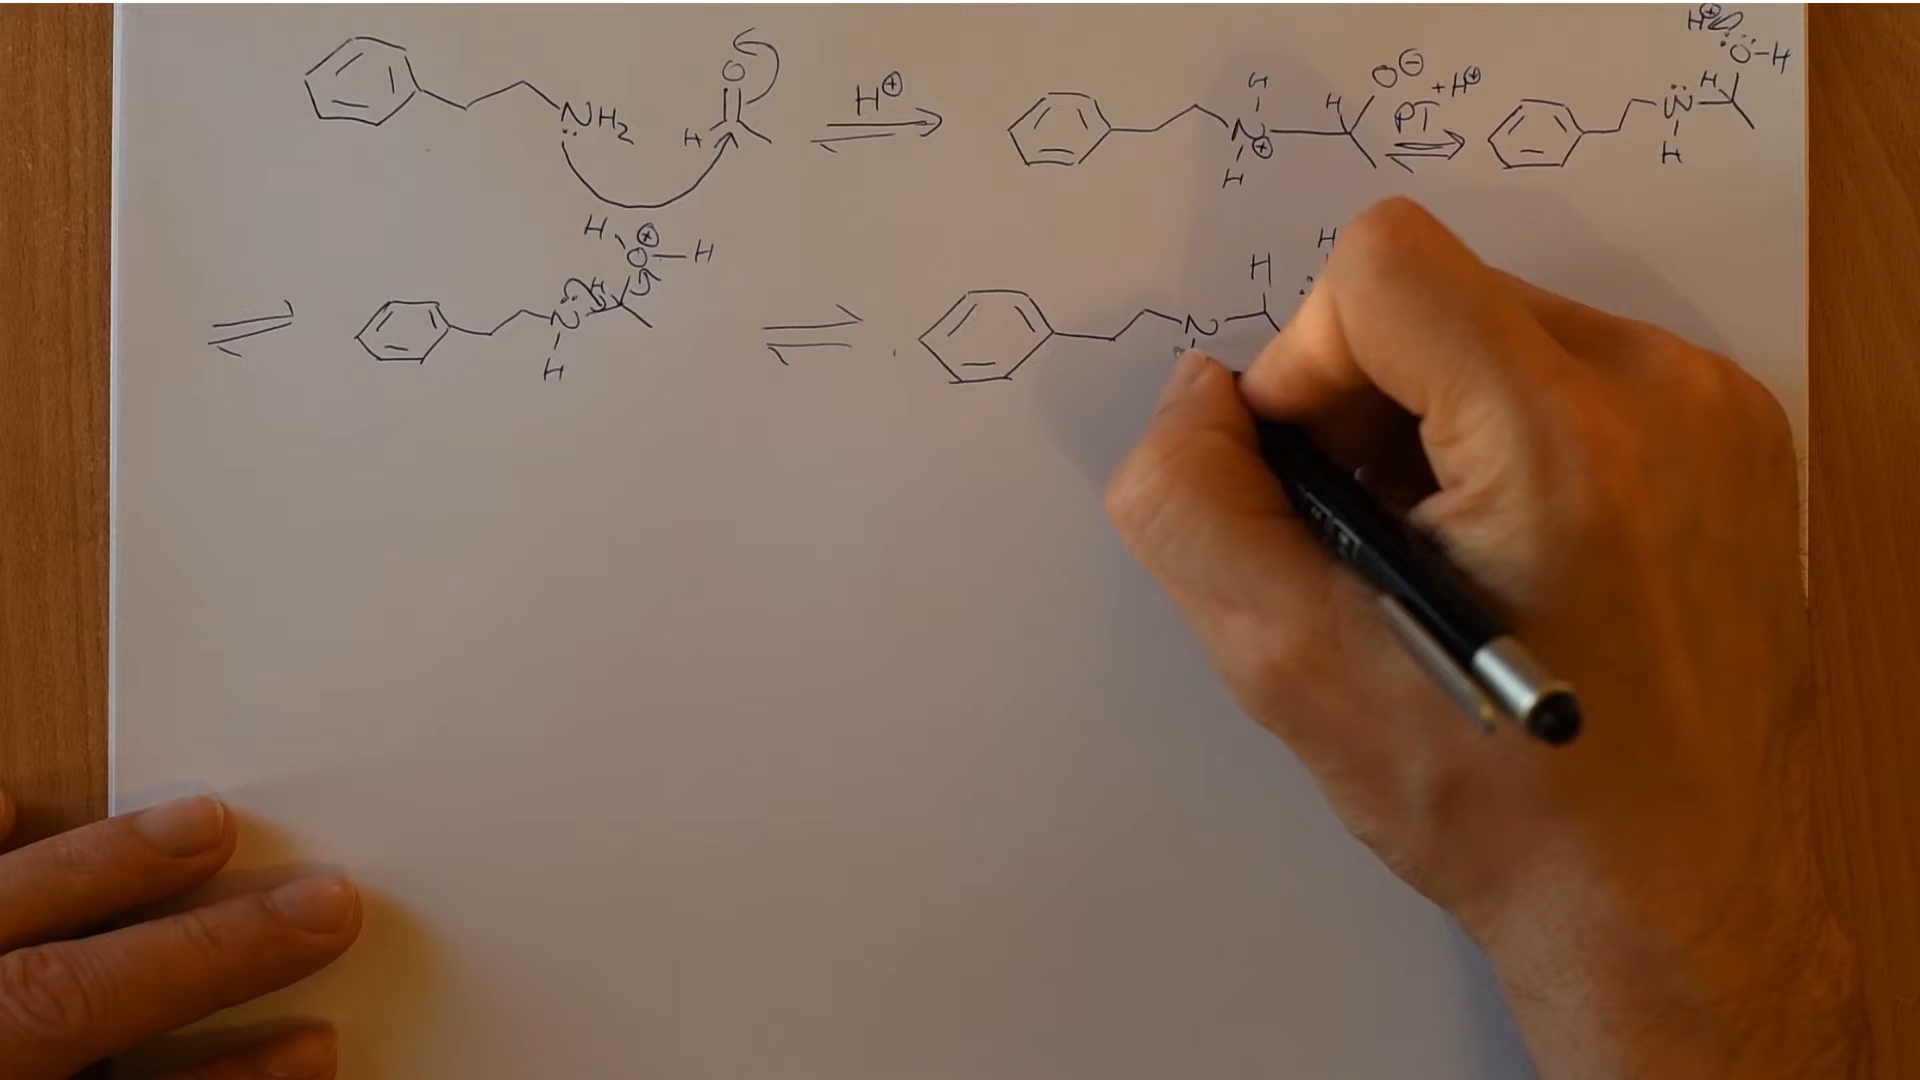 O H⊕ H O⊖ +H⊕ H⊕ O-H
NH2 H N⊕ H PT N H
H H
H O⊕ H H H
N H N
H